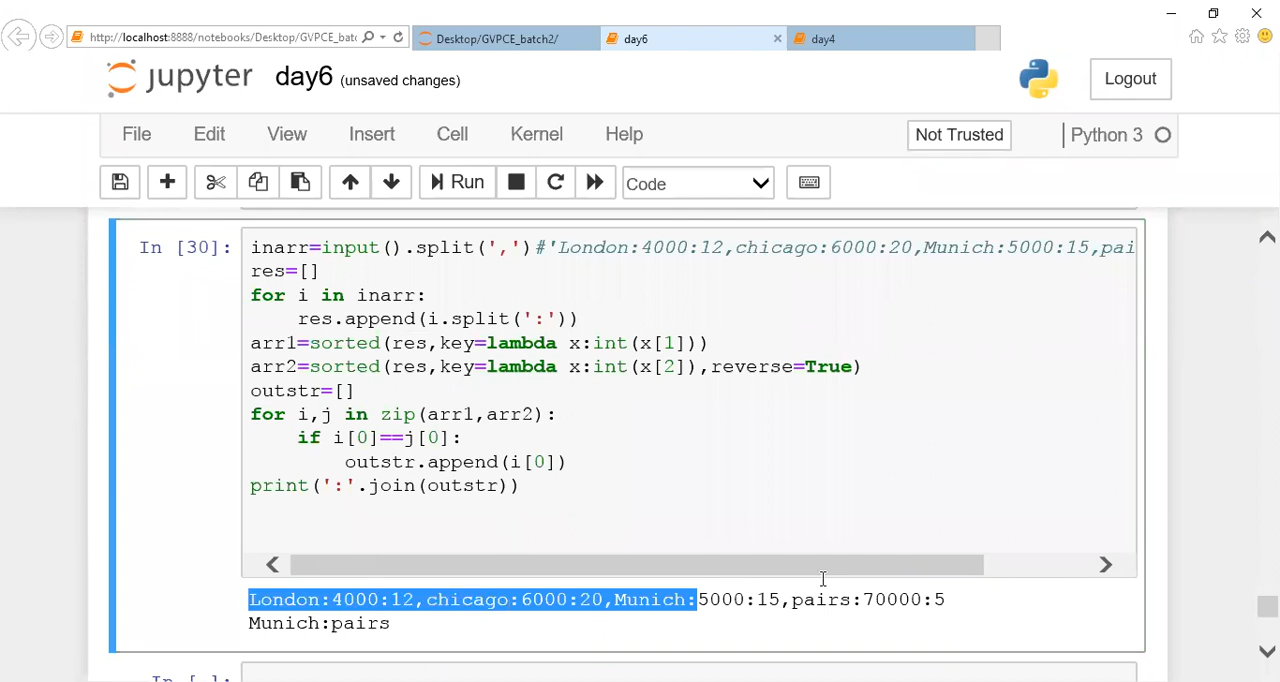 http://localhost:8888/notebooks/Desktop/GVPCE_batc
Desktop/GVPCE_batch2/
day6
day4
jupyter day6 (unsaved changes)
Logout
File Edit View Insert Cell Kernel Help
Not Trusted
Python 3
Run
Code
In [30]:
inarr=input().split(',')#'London:4000:12,chicago:6000:20,Munich:5000:15,pai
res=[]
for i in inarr:
    res.append(i.split(':'))
arr1=sorted(res,key=lambda x:int(x[1]))
arr2=sorted(res,key=lambda x:int(x[2]),reverse=True)
outstr=[]
for i,j in zip(arr1,arr2):
    if i[0]==j[0]:
        outstr.append(i[0])
print(':'.join(outstr))
London:4000:12,chicago:6000:20,Munich:5000:15,pairs:70000:5
Munich:pairs
In [ ]: